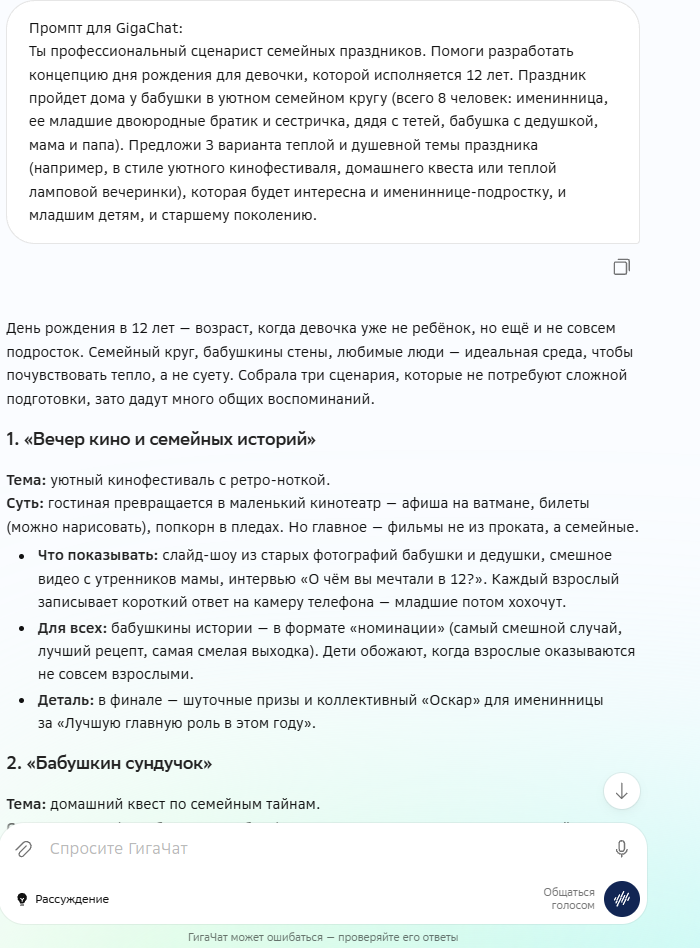 Промпт для GigaChat:
Ты профессиональный сценарист семейных праздников. Помоги разработать
концепцию дня рождения для девочки, которой исполняется 12 лет. Праздник
пройдет дома у бабушки в уютном семейном кругу (всего 8 человек: именинница,
ее младшие двоюродные братик и сестричка, дядя с тетей, бабушка с дедушкой,
мама и папа). Предложи 3 варианта теплой и душевной темы праздника
(например, в стиле уютного кинофестиваля, домашнего квеста или теплой
ламповой вечеринки), которая будет интересна и имениннице-подростку, и
младшим детям, и старшему поколению.
День рождения в 12 лет — возраст, когда девочка уже не ребёнок, но ещё и не совсем
подросток. Семейный круг, бабушкины стены, любимые люди — идеальная среда, чтобы
почувствовать тепло, а не суету. Собрала три сценария, которые не потребуют сложной
подготовки, зато дадут много общих воспоминаний.
1. «Вечер кино и семейных историй»
Тема: уютный кинофестиваль с ретро-ноткой.
Суть: гостиная превращается в маленький кинотеатр — афиша на ватмане, билеты
(можно нарисовать), попкорн в пледах. Но главное — фильмы не из проката, а семейные.
• Что показывать: слайд-шоу из старых фотографий бабушки и дедушки, смешное
видео с утренников мамы, интервью «О чём вы мечтали в 12?». Каждый взрослый
записывает короткий ответ на камеру телефона — младшие потом хохочут.
• Для всех: бабушкины истории — в формате «номинации» (самый смешной случай,
лучший рецепт, самая смелая выходка). Дети обожают, когда взрослые оказываются
не совсем взрослыми.
• Деталь: в финале — шуточные призы и коллективный «Оскар» для именинницы
за «Лучшую главную роль в этом году».
2. «Бабушкин сундучок»
Тема: домашний квест по семейным тайнам.
Спросите ГигаЧат
Рассуждение
Общаться
голосом
ГигаЧат может ошибаться — проверяйте его ответы